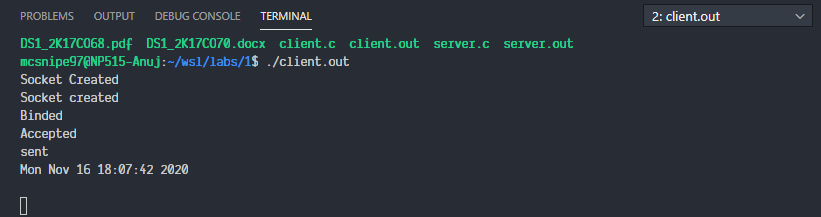 PROBLEMS OUTPUT DEBUG CONSOLE TERMINAL 2: client.out
DS1_2K17CO68.pdf DS1_2K17CO70.docx client.c client.out server.c server.out
mcsnipe97@NP515-Anuj:~/wsl/labs/1$ ./client.out
Socket Created
Socket created
Binded
Accepted
sent
Mon Nov 16 18:07:42 2020